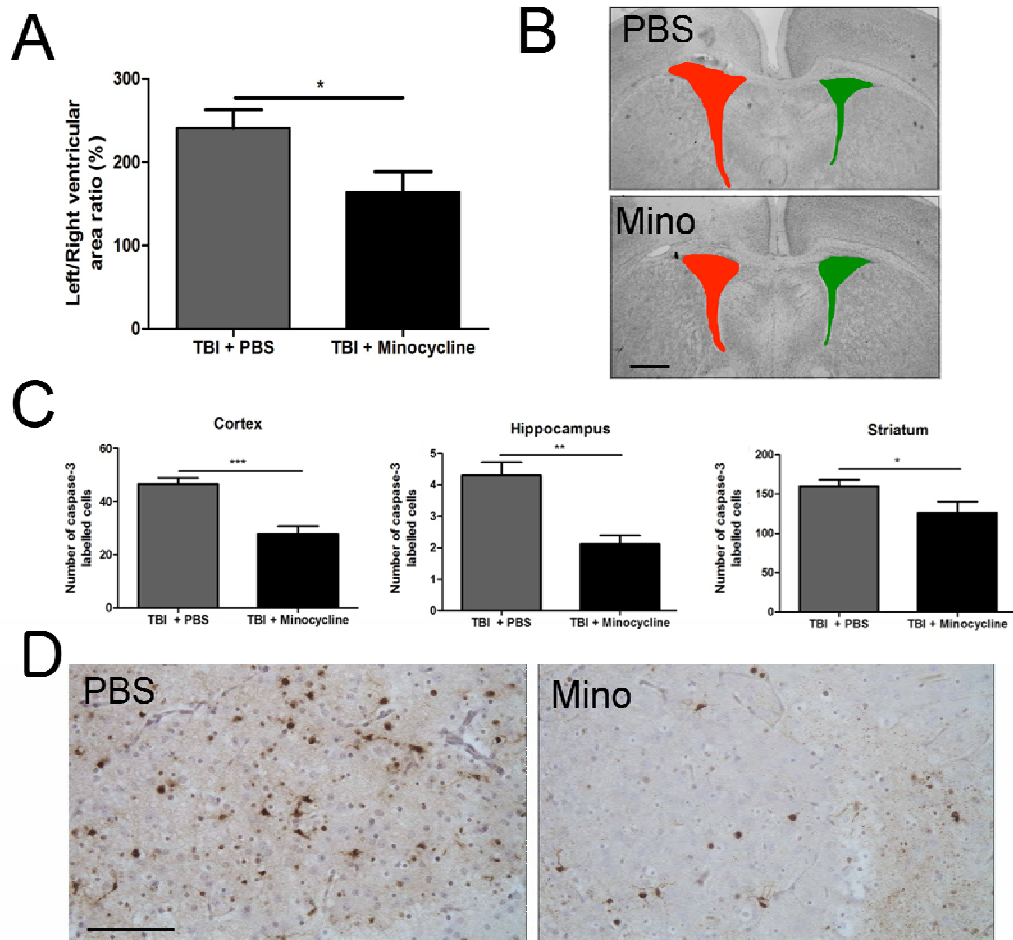 A
300
200
100
0
Left/Right ventricular
area ratio (%)
*
TBI + PBS
TBI + Minocycline
B
PBS
Mino
C
Cortex
60
40
20
0
Number of caspase-3
labelled cells
***
TBI + PBS
TBI + Minocycline
Hippocampus
5
4
3
2
1
0
Number of caspase-3
labelled cells
**
TBI + PBS
TBI + Minocycline
Striatum
200
150
100
50
0
Number of caspase-3
labelled cells
*
TBI + PBS
TBI + Minocycline
D
PBS
Mino